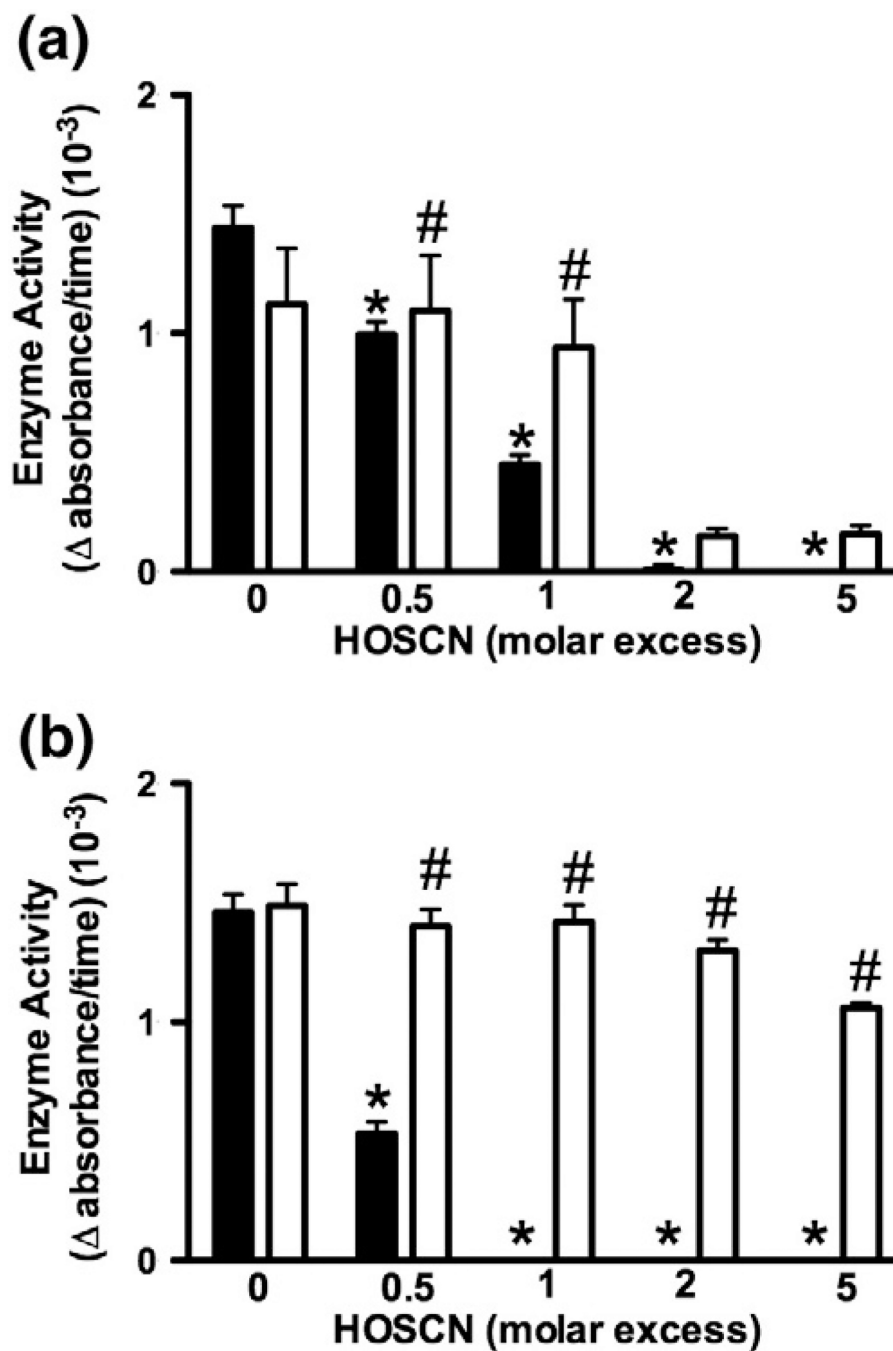 (a)
Enzyme Activity
(Δ absorbance/time) (10⁻³)
2
1
0
#
#
*
*
*
*
0 0.5 1 2 5
HOSCN (molar excess)
(b)
Enzyme Activity
(Δ absorbance/time) (10⁻³)
2
1
0
# # # #
*
* * *
0 0.5 1 2 5
HOSCN (molar excess)